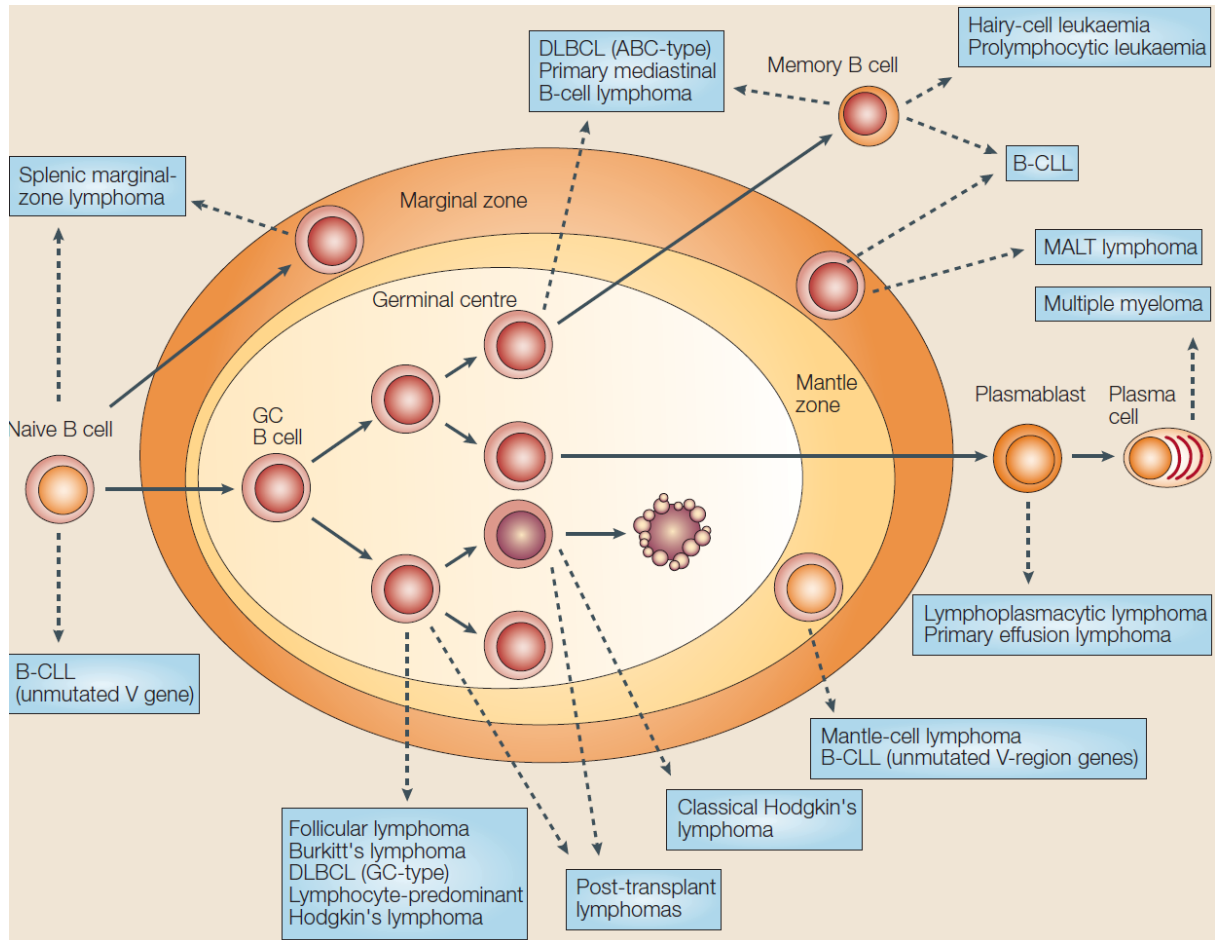 DLBCL (ABC-type)
Primary mediastinal
B-cell lymphoma
Memory B cell
Hairy-cell leukaemia
Prolymphocytic leukaemia
B-CLL
Splenic marginal-
zone lymphoma
Marginal zone
MALT lymphoma
Multiple myeloma
Germinal centre
Mantle
zone
Plasmablast
Plasma
cell
Naive B cell
GC
B cell
Lymphoplasmacytic lymphoma
Primary effusion lymphoma
B-CLL
(unmutated V gene)
Mantle-cell lymphoma
B-CLL (unmutated V-region genes)
Classical Hodgkin's
lymphoma
Follicular lymphoma
Burkitt's lymphoma
DLBCL (GC-type)
Lymphocyte-predominant
Hodgkin's lymphoma
Post-transplant
lymphomas